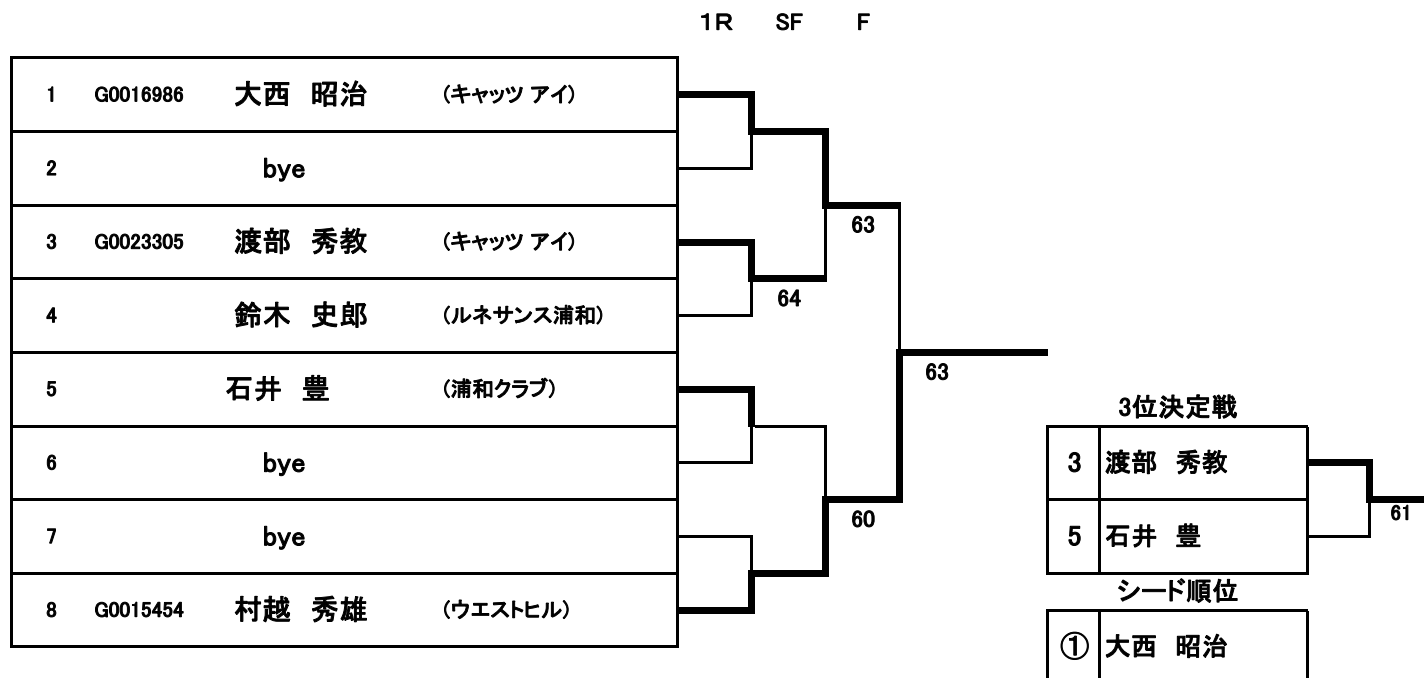 1R SF F
1 G0016986 大西 昭治 (キャッツ アイ)
2 bye
63
3 G0023305 渡部 秀教 (キャッツ アイ)
64
4 鈴木 史郎 (ルネサンス浦和)
63
5 石井 豊 (浦和クラブ)
3位決定戦
6 bye
3 渡部 秀教
60
61
7 bye
5 石井 豊
シード順位
8 G0015454 村越 秀雄 (ウエストヒル)
① 大西 昭治